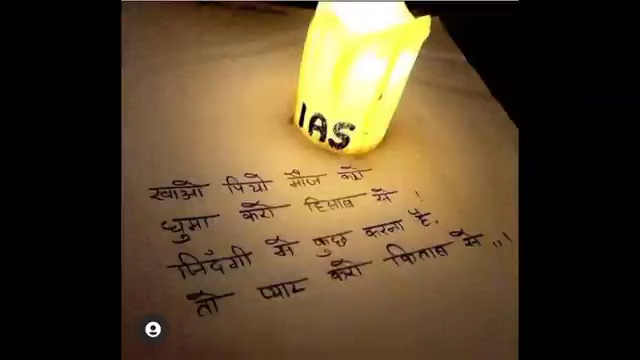 IAS
खाओ पियो मौज करो
घुमा करो हिसाब से !
जिंदगी मे कुछ करना है.
तो प्यार करो किताब से ,,!